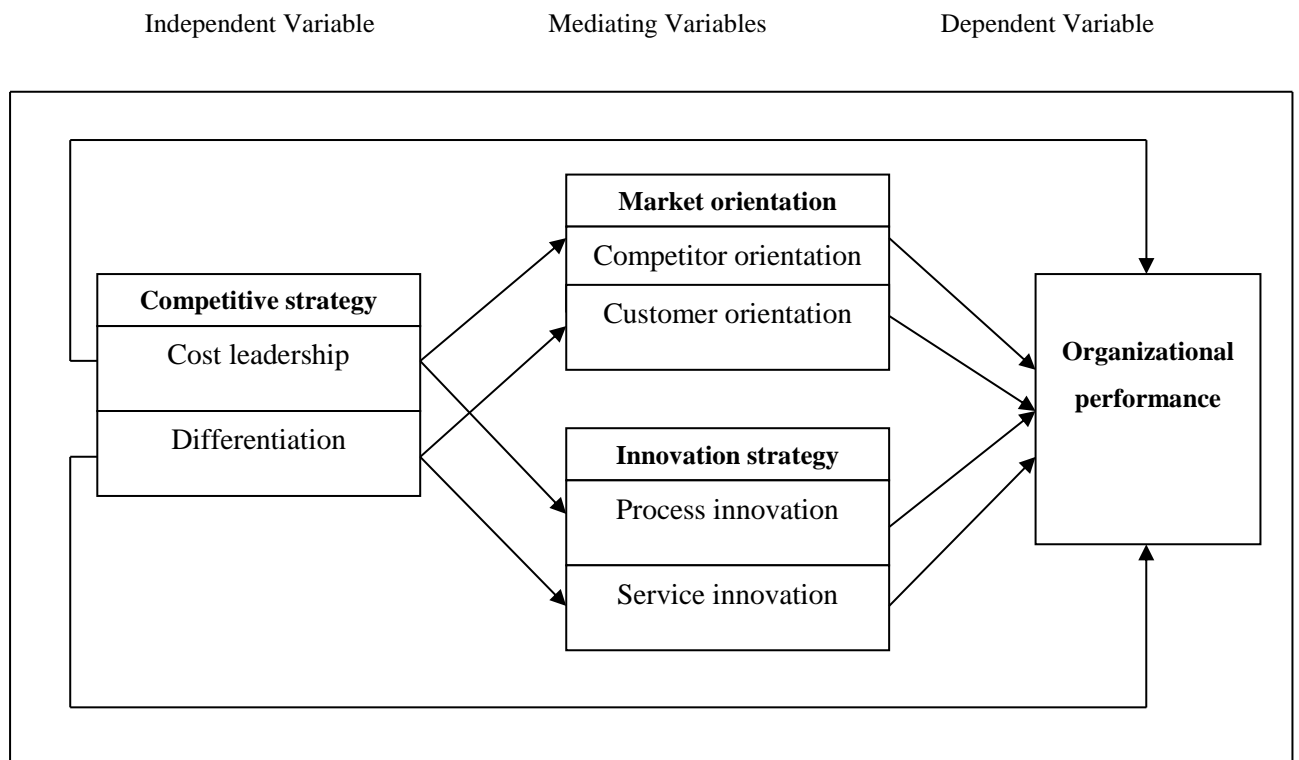 Independent Variable
Mediating Variables
Dependent Variable
Market orientation
Competitor orientation
Customer orientation
Competitive strategy
Cost leadership
Differentiation
Innovation strategy
Process innovation
Service innovation
Organizational
performance